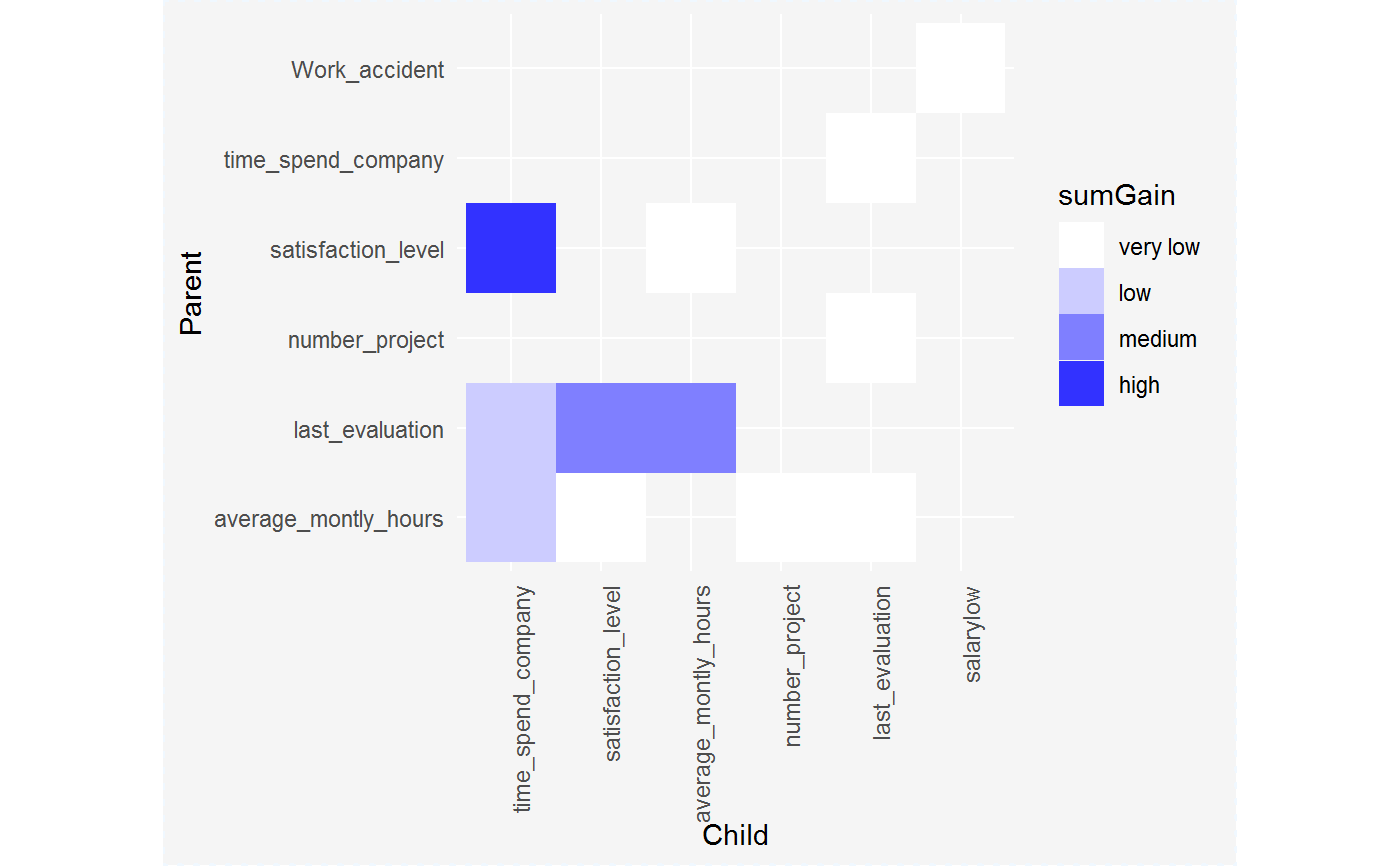 Work_accident
time_spend_company
satisfaction_level
number_project
last_evaluation
average_montly_hours
Parent
time_spend_company
satisfaction_level
average_montly_hours
number_project
last_evaluation
salarylow
Child
sumGain
very low
low
medium
high